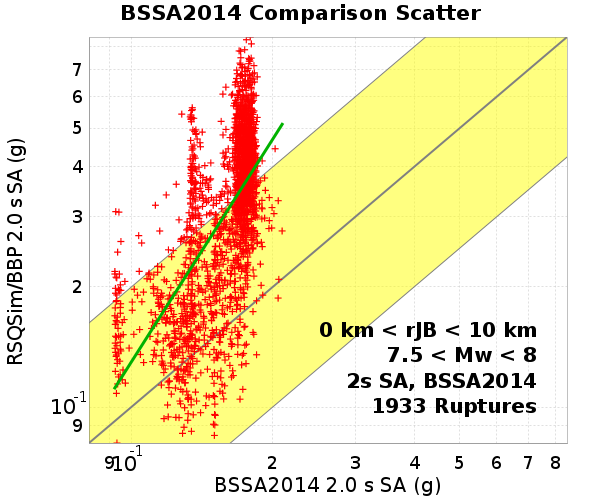 BSSA2014 Comparison Scatter
RSQSim/BBP 2.0 s SA (g)
7
6
5
4
3
2
10-1
9
0 km < rJB < 10 km
7.5 < Mw < 8
2s SA, BSSA2014
1933 Ruptures
9 10-1 2 3 4 5 6 7 8
BSSA2014 2.0 s SA (g)